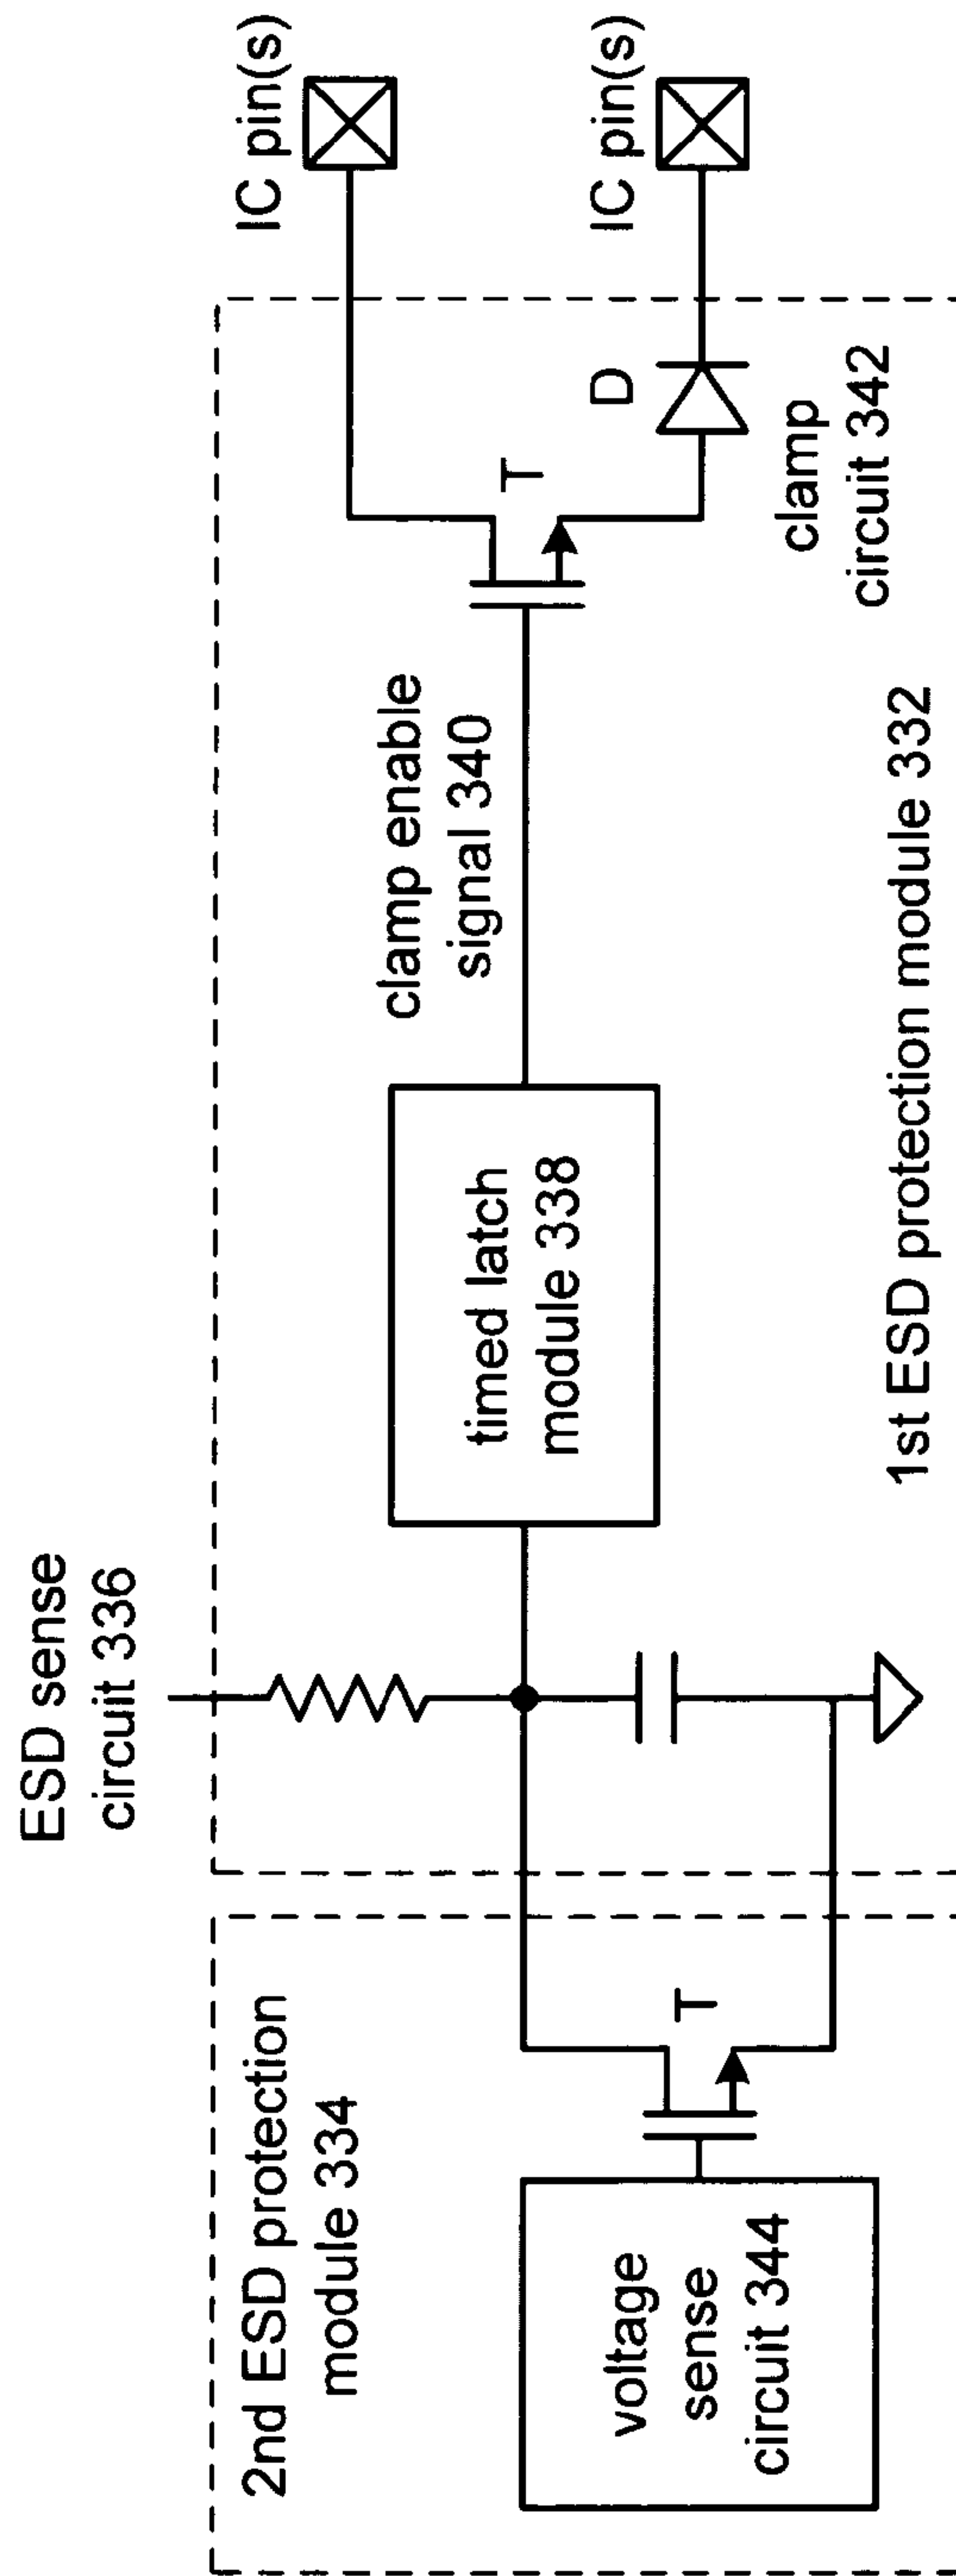 2nd ESD protection
module 334
voltage
sense
circuit 344
T
ESD sense
circuit 336
timed latch
module 338
clamp enable
signal 340
T
D
clamp
circuit 342
IC pin(s)
IC pin(s)
1st ESD protection module 332